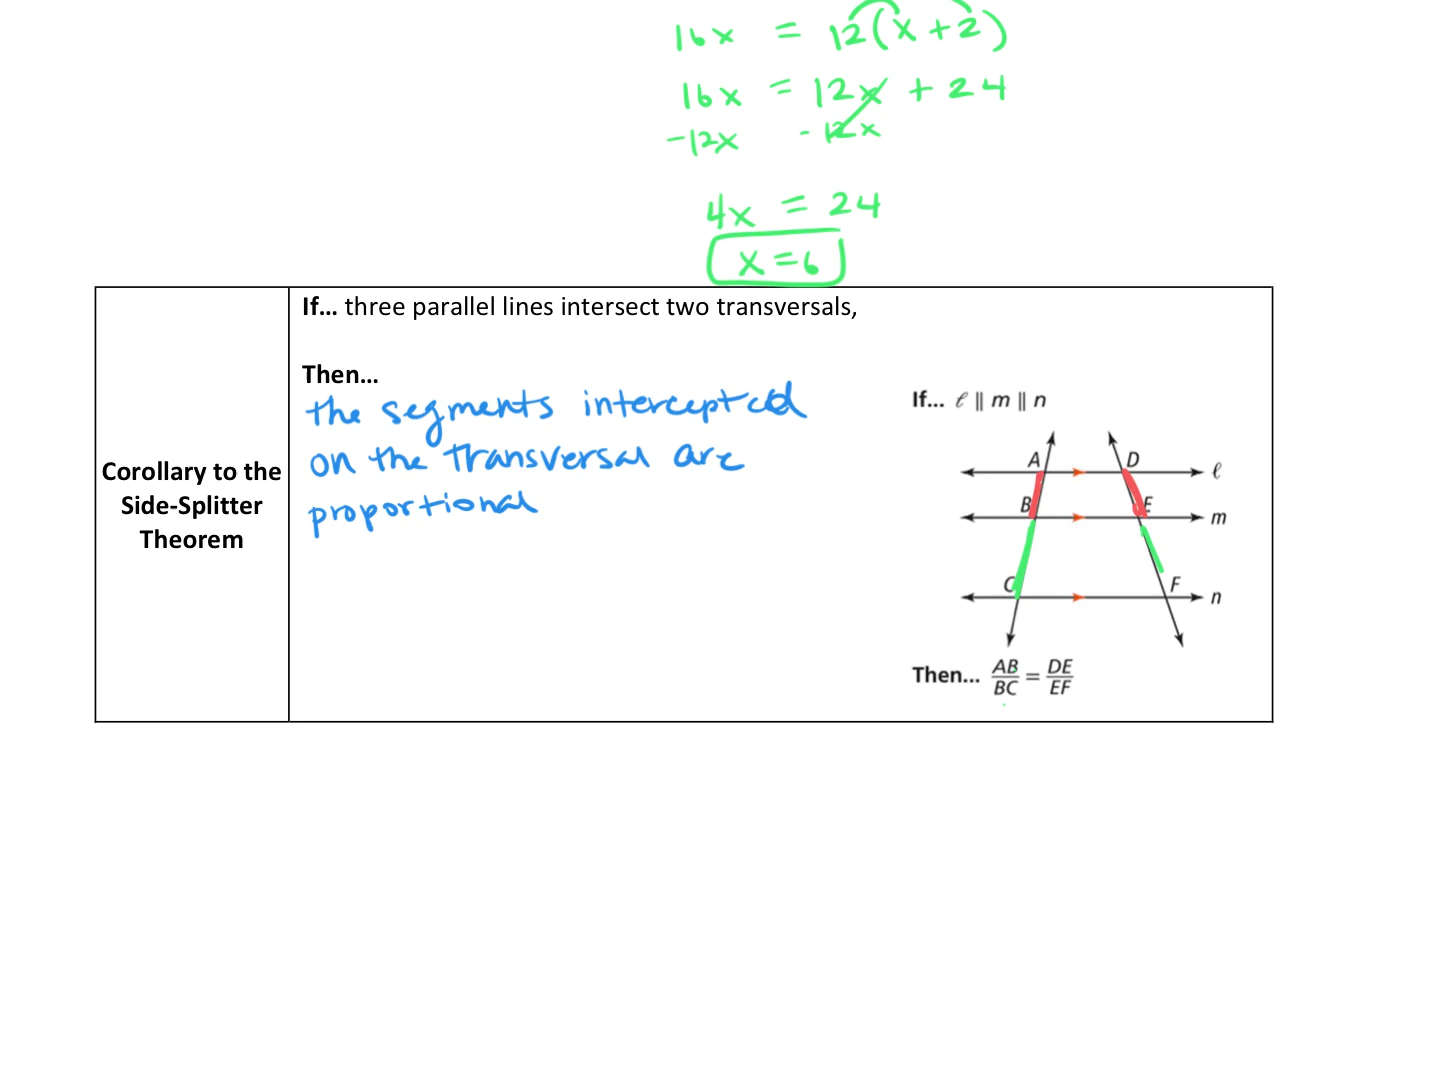 16x = 12(x+2)
16x = 12x + 24
-12x - 12x
4x = 24
x = 6
If... three parallel lines intersect two transversals,
Then...
the segments intercepted
on the transversal are
proportional
Corollary to the
Side-Splitter
Theorem
If... ℓ ∥ m ∥ n
A D ℓ
B E m
C F n
Then... AB/BC = DE/EF